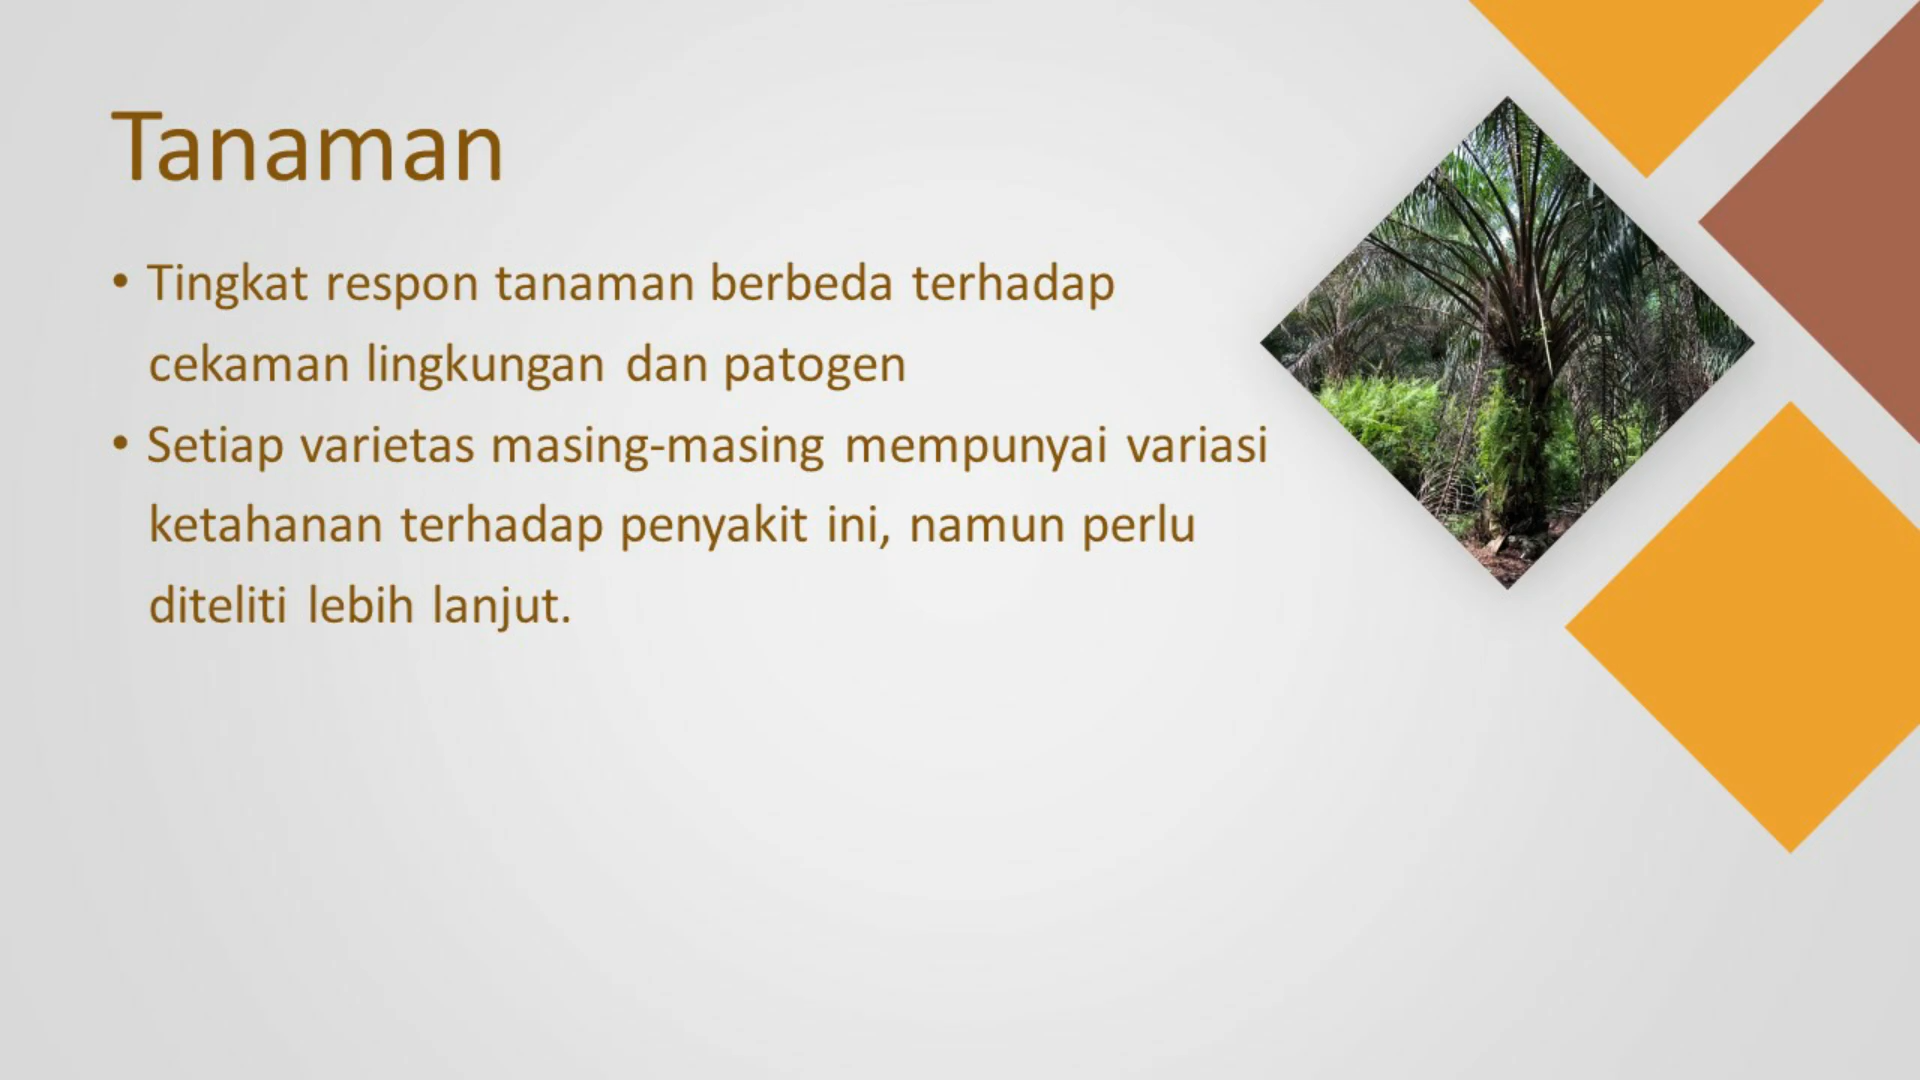 Tanaman
• Tingkat respon tanaman berbeda terhadap
cekaman lingkungan dan patogen
• Setiap varietas masing-masing mempunyai variasi
ketahanan terhadap penyakit ini, namun perlu
diteliti lebih lanjut.